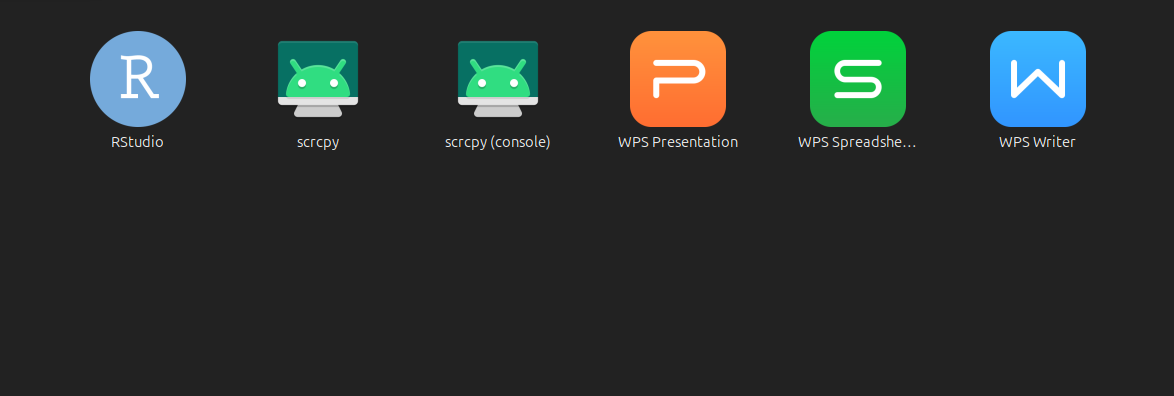 RStudio
scrcpy
scrcpy (console)
WPS Presentation
WPS Spreadshe…
WPS Writer